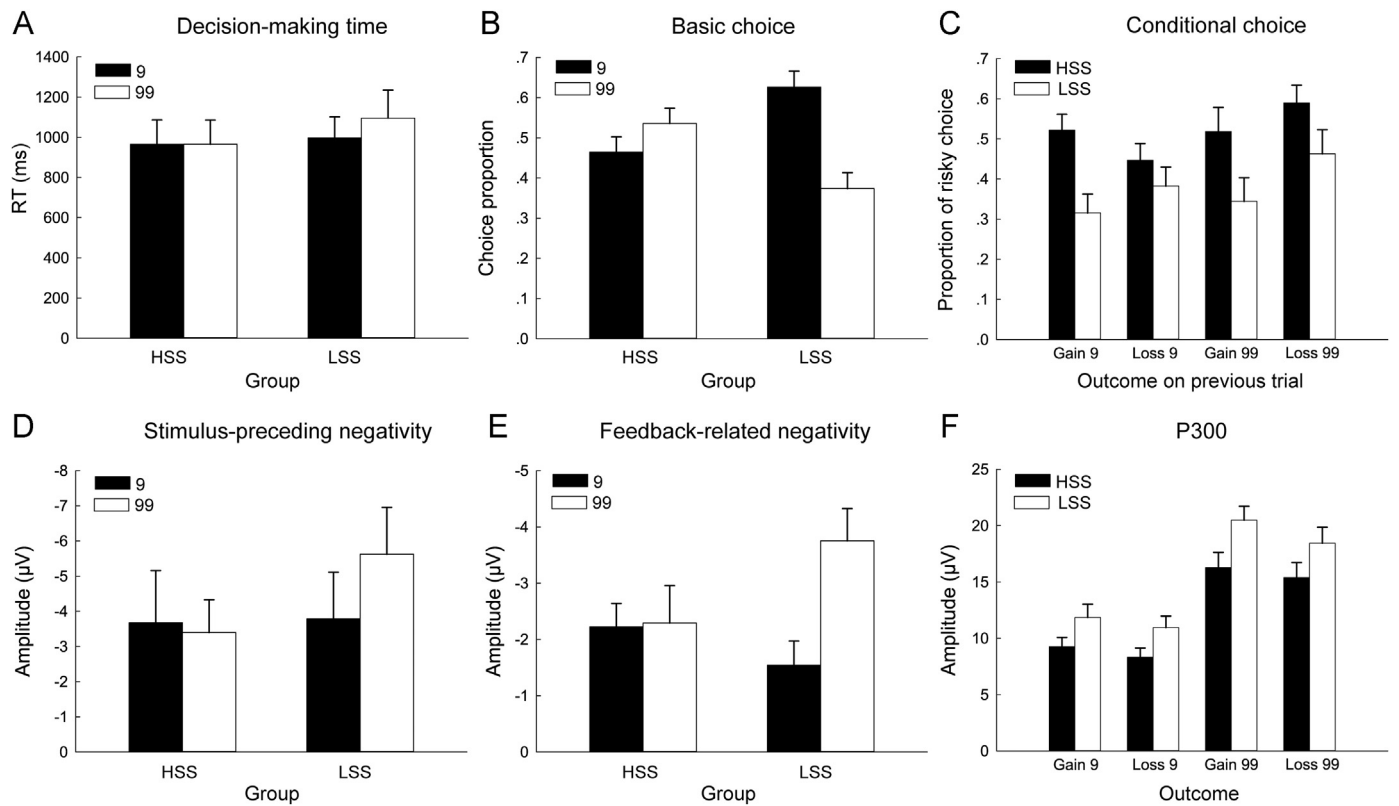 A
Decision-making time
1400
1200
1000
800
600
400
200
0
RT (ms)
9
99
HSS
LSS
Group
B
Basic choice
.7
.6
.5
.4
.3
.2
.1
.0
Choice proportion
9
99
HSS
LSS
Group
C
Conditional choice
.7
.6
.5
.4
.3
.2
.1
.0
Proportion of risky choice
HSS
LSS
Gain 9
Loss 9
Gain 99
Loss 99
Outcome on previous trial
D
Stimulus-preceding negativity
-8
-7
-6
-5
-4
-3
-2
-1
0
Amplitude (µV)
9
99
HSS
LSS
Group
E
Feedback-related negativity
-5
-4
-3
-2
-1
0
Amplitude (µV)
9
99
HSS
LSS
Group
F
P300
25
20
15
10
5
0
Amplitude (µV)
HSS
LSS
Gain 9
Loss 9
Gain 99
Loss 99
Outcome